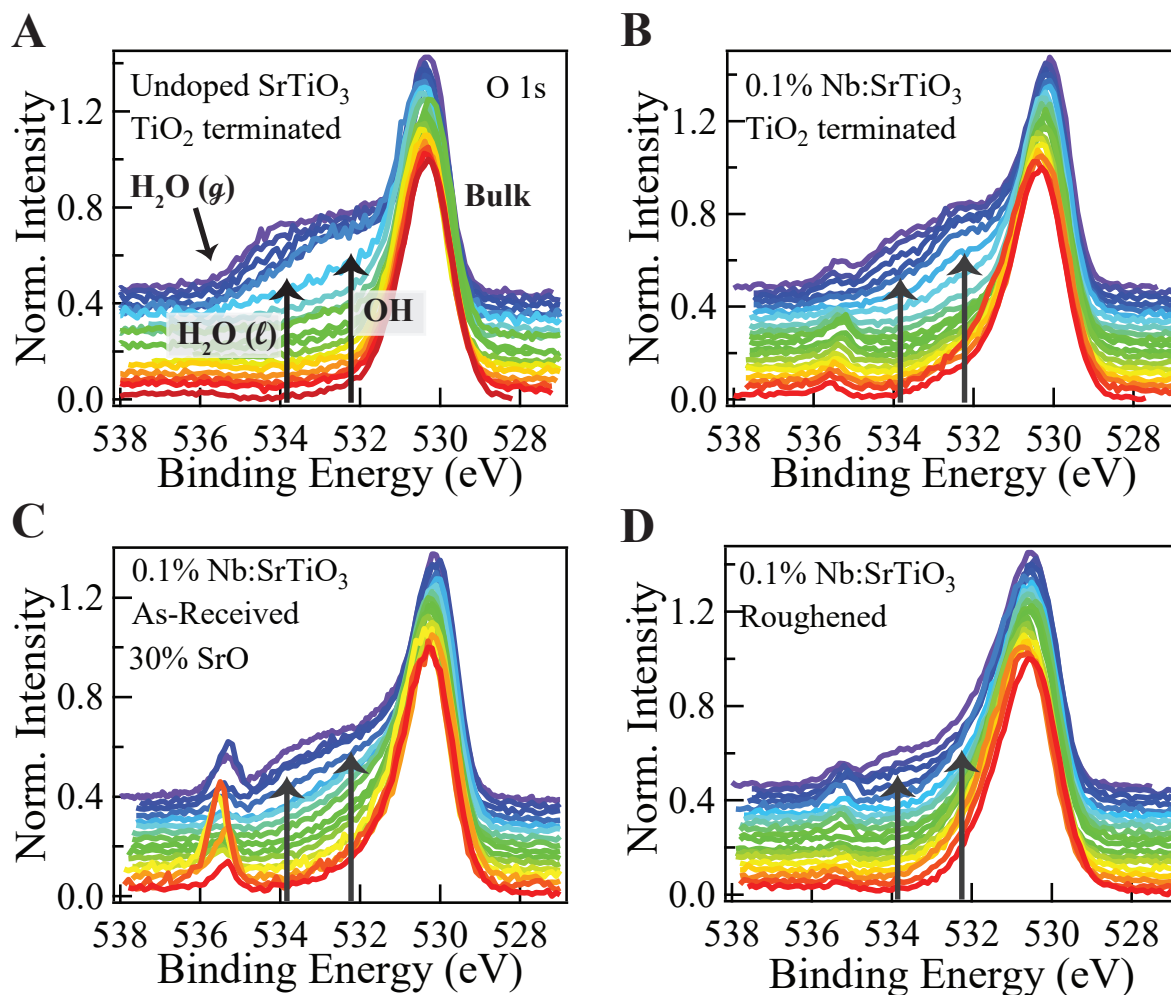 A
Undoped SrTiO₃
TiO₂ terminated
O 1s
H₂O (g)
Bulk
H₂O (ℓ)
OH
Norm. Intensity
1.2
0.8
0.4
0.0
538 536 534 532 530 528
Binding Energy (eV)
B
0.1% Nb:SrTiO₃
TiO₂ terminated
Norm. Intensity
1.2
0.8
0.4
0.0
538 536 534 532 530 528
Binding Energy (eV)
C
0.1% Nb:SrTiO₃
As-Received
30% SrO
Norm. Intensity
1.2
0.8
0.4
0.0
538 536 534 532 530 528
Binding Energy (eV)
D
0.1% Nb:SrTiO₃
Roughened
Norm. Intensity
1.2
0.8
0.4
0.0
538 536 534 532 530 528
Binding Energy (eV)